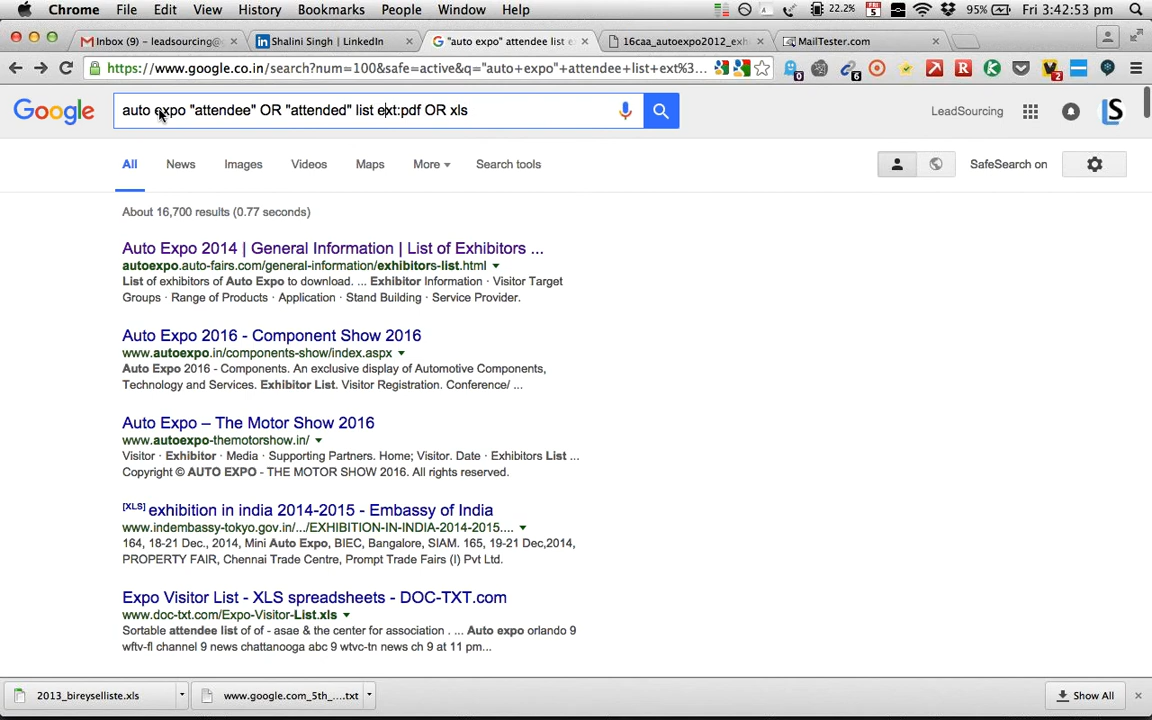 Chrome File Edit View History Bookmarks People Window Help 22.2% 5 95% Fri 3:42:53 pm
Inbox (9) – leadsourcing@ × Shalini Singh | LinkedIn × "auto expo" attendee list e × 16caa_autoexpo2012_exh × MailTester.com ×
https://www.google.co.in/search?num=100&safe=active&q="auto+expo"+attendee+list+ext%3... 0 6 2
Google auto expo "attendee" OR "attended" list ext:pdf OR xls LeadSourcing LS
All News Images Videos Maps More Search tools SafeSearch on
About 16,700 results (0.77 seconds)
Auto Expo 2014 | General Information | List of Exhibitors ...
autoexpo.auto-fairs.com/general-information/exhibitors-list.html
List of exhibitors of Auto Expo to download. ... Exhibitor Information · Visitor Target
Groups · Range of Products · Application · Stand Building · Service Provider.
Auto Expo 2016 - Component Show 2016
www.autoexpo.in/components-show/index.aspx
Auto Expo 2016 - Components. An exclusive display of Automotive Components,
Technology and Services. Exhibitor List. Visitor Registration. Conference/ ...
Auto Expo – The Motor Show 2016
www.autoexpo-themotorshow.in/
Visitor · Exhibitor · Media · Supporting Partners. Home; Visitor. Date · Exhibitors List ...
Copyright © AUTO EXPO - THE MOTOR SHOW 2016. All rights reserved.
[XLS] exhibition in india 2014-2015 - Embassy of India
www.indembassy-tokyo.gov.in/.../EXHIBITION-IN-INDIA-2014-2015....
164, 18-21 Dec., 2014, Mini Auto Expo, BIEC, Bangalore, SIAM. 165, 19-21 Dec,2014,
PROPERTY FAIR, Chennai Trade Centre, Prompt Trade Fairs (I) Pvt Ltd.
Expo Visitor List - XLS spreadsheets - DOC-TXT.com
www.doc-txt.com/Expo-Visitor-List.xls
Sortable attendee list of of - asae & the center for association . ... Auto expo orlando 9
wftv-fl channel 9 news chattanooga abc 9 wtvc-tn news ch 9 at 11 pm...
2013_bireyselliste.xls www.google.com_5th_....txt Show All ×